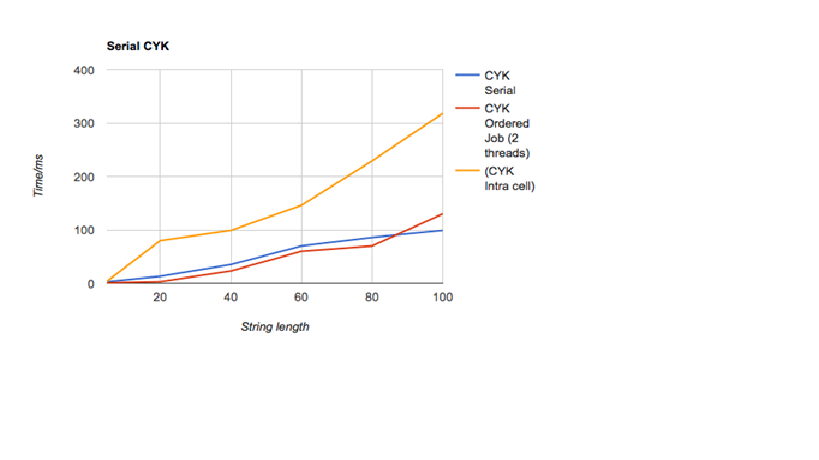 Serial CYK
400
300
200
100
0
Time/ms
20 40 60 80 100
String length
CYK
Serial
CYK
Ordered
Job (2
threads)
(CYK
Intra cell)